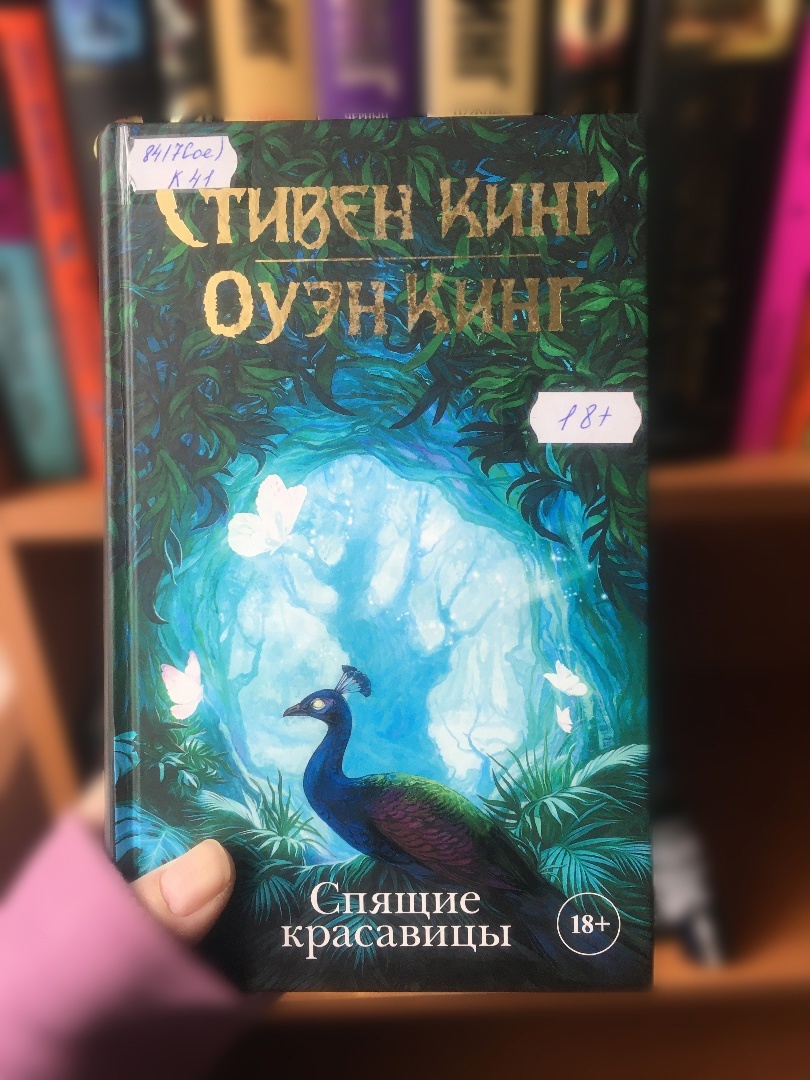 84(7Сое)
К 41
Стивен Кинг
Оуэн Кинг
18+
Спящие
красавицы
18+